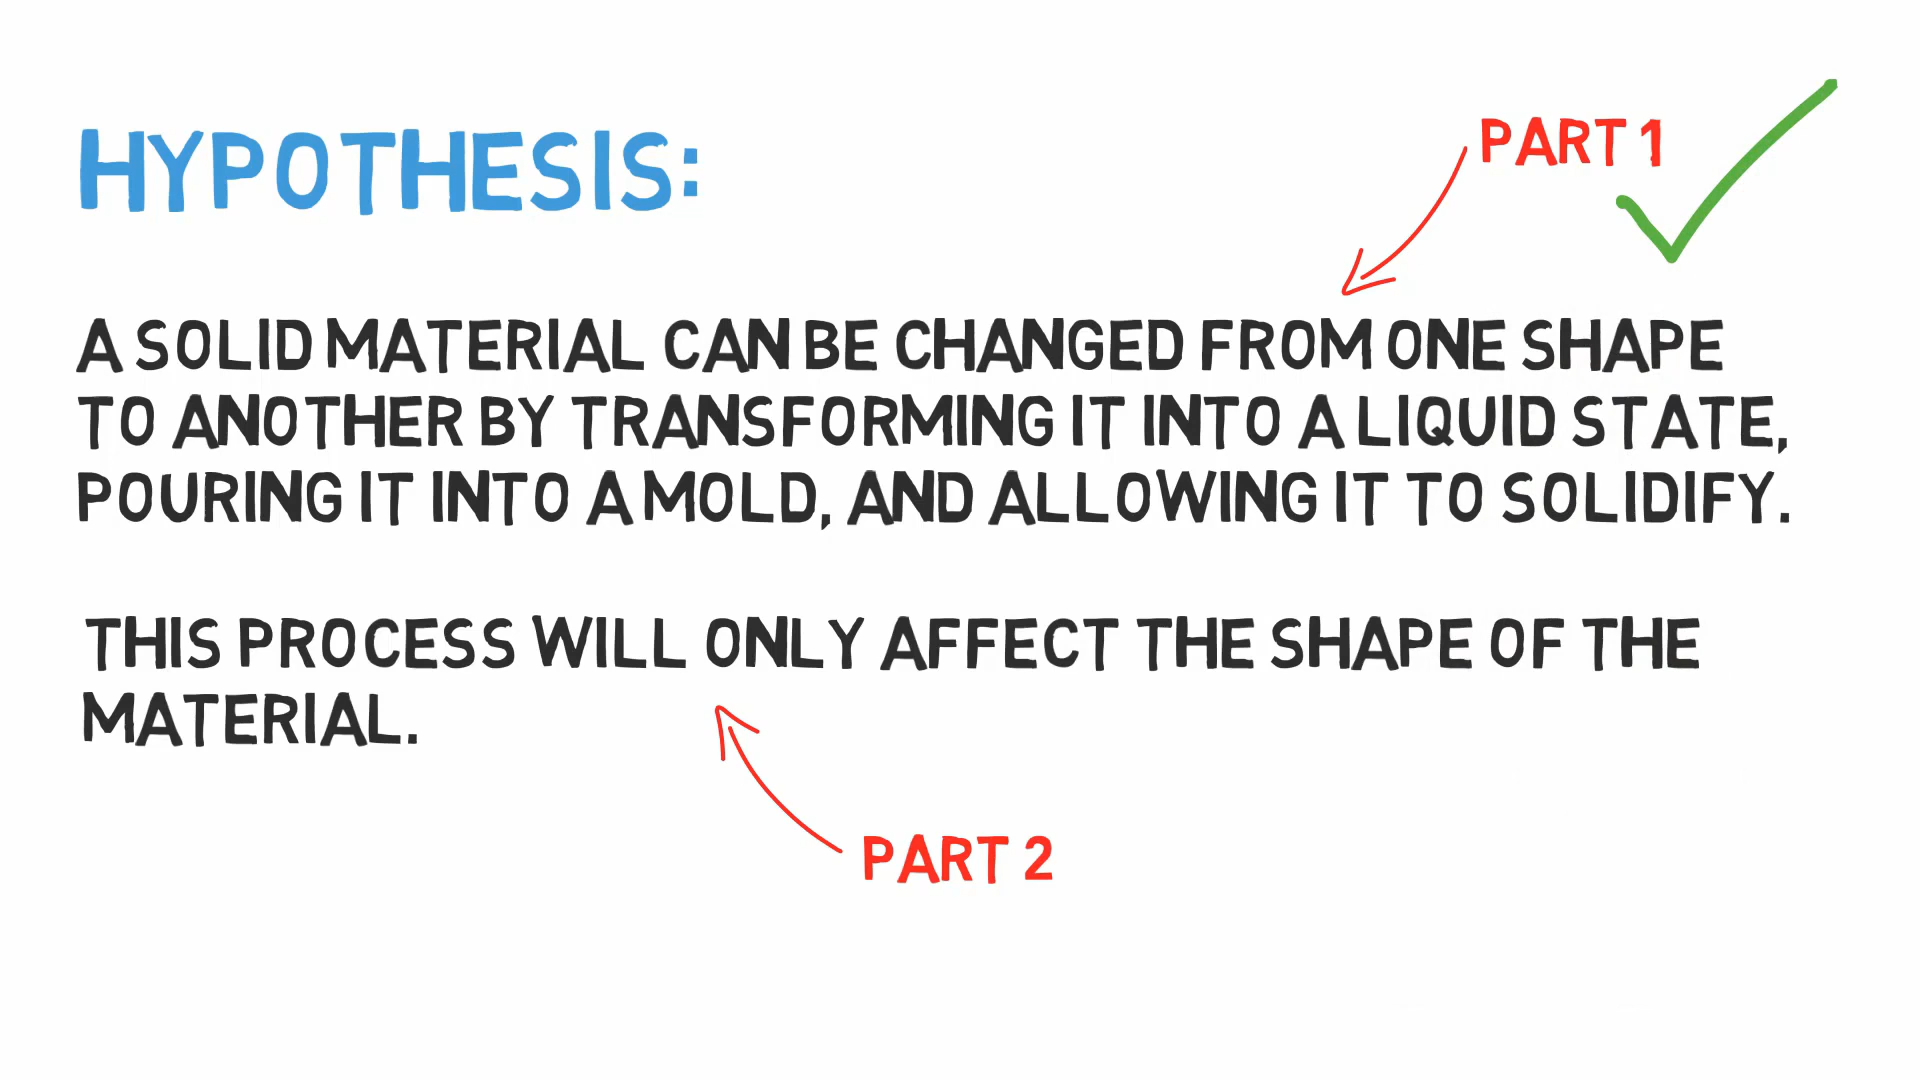 HYPOTHESIS:
PART 1
A SOLID MATERIAL CAN BE CHANGED FROM ONE SHAPE
TO ANOTHER BY TRANSFORMING IT INTO A LIQUID STATE,
POURING IT INTO A MOLD, AND ALLOWING IT TO SOLIDIFY.
THIS PROCESS WILL ONLY AFFECT THE SHAPE OF THE
MATERIAL.
PART 2